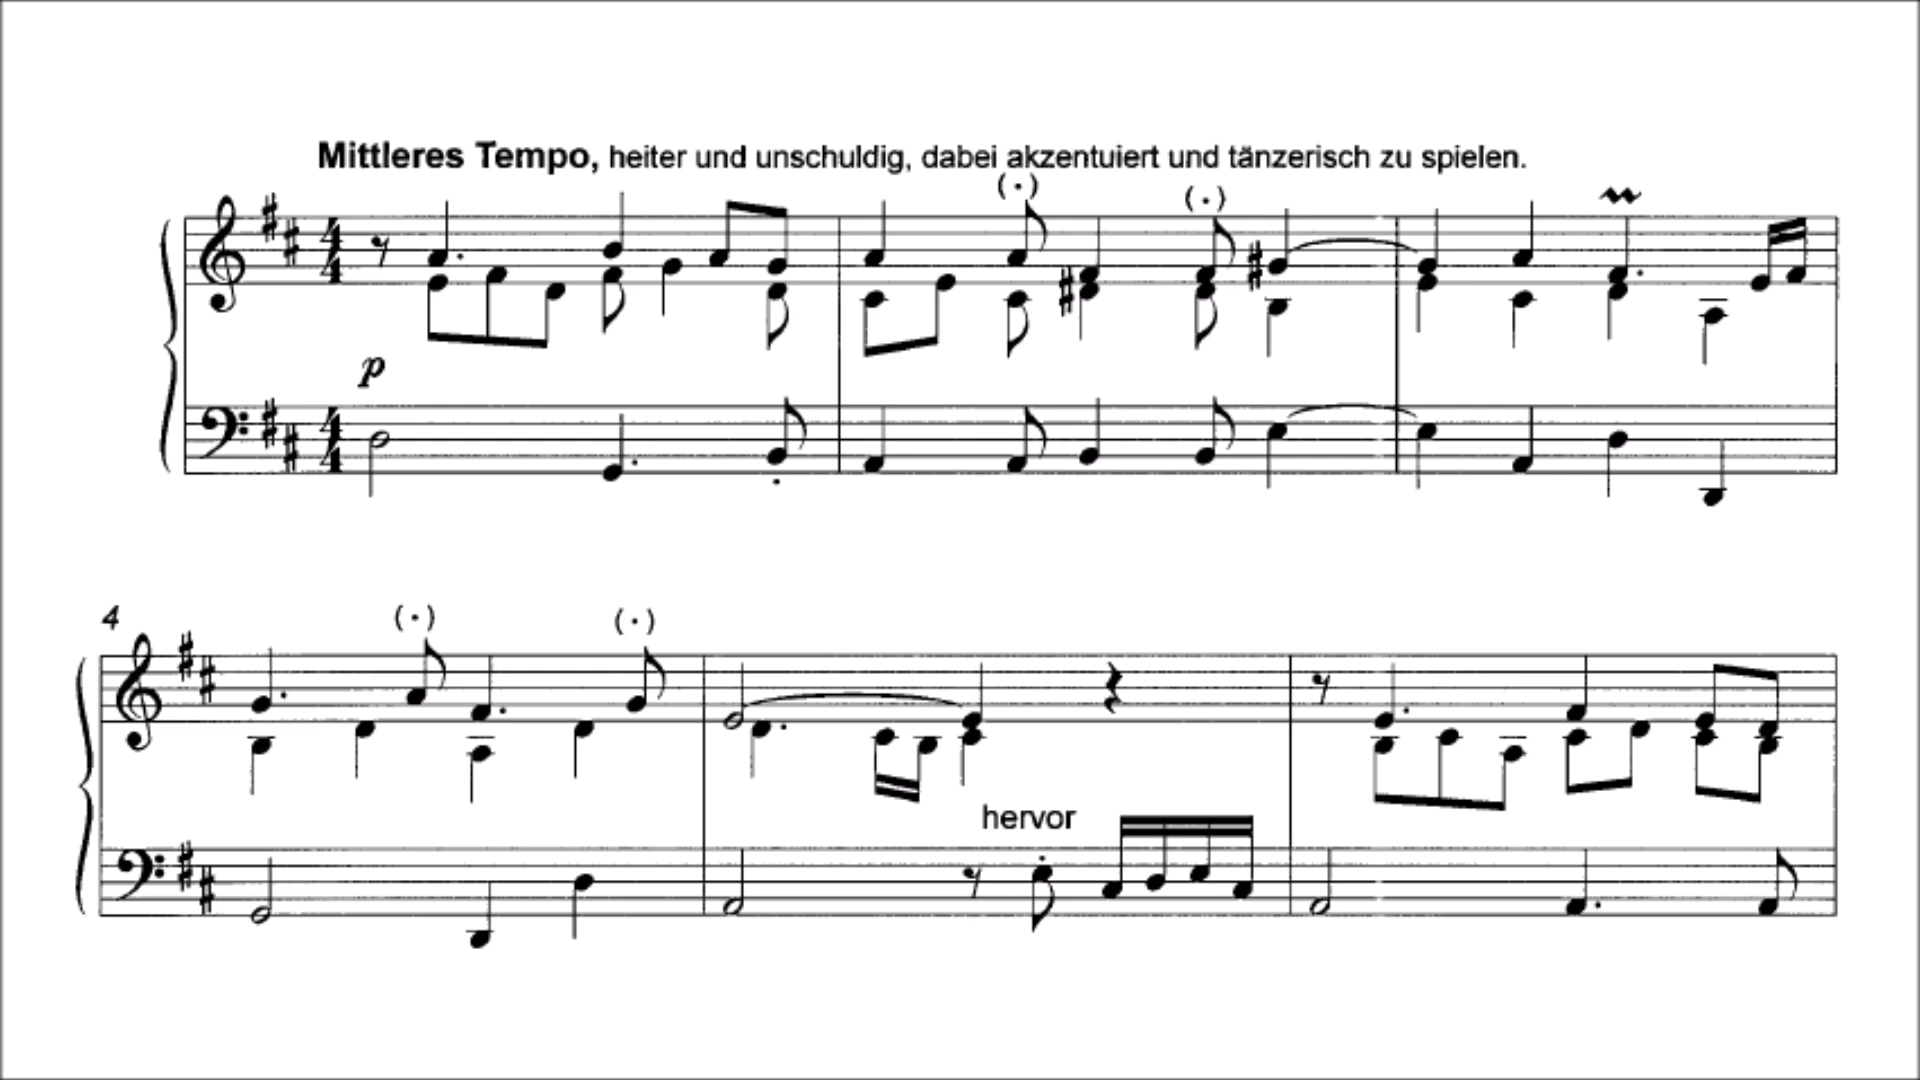 Mittleres Tempo, heiter und unschuldig, dabei akzentuiert und tänzerisch zu spielen.
p
4
hervor